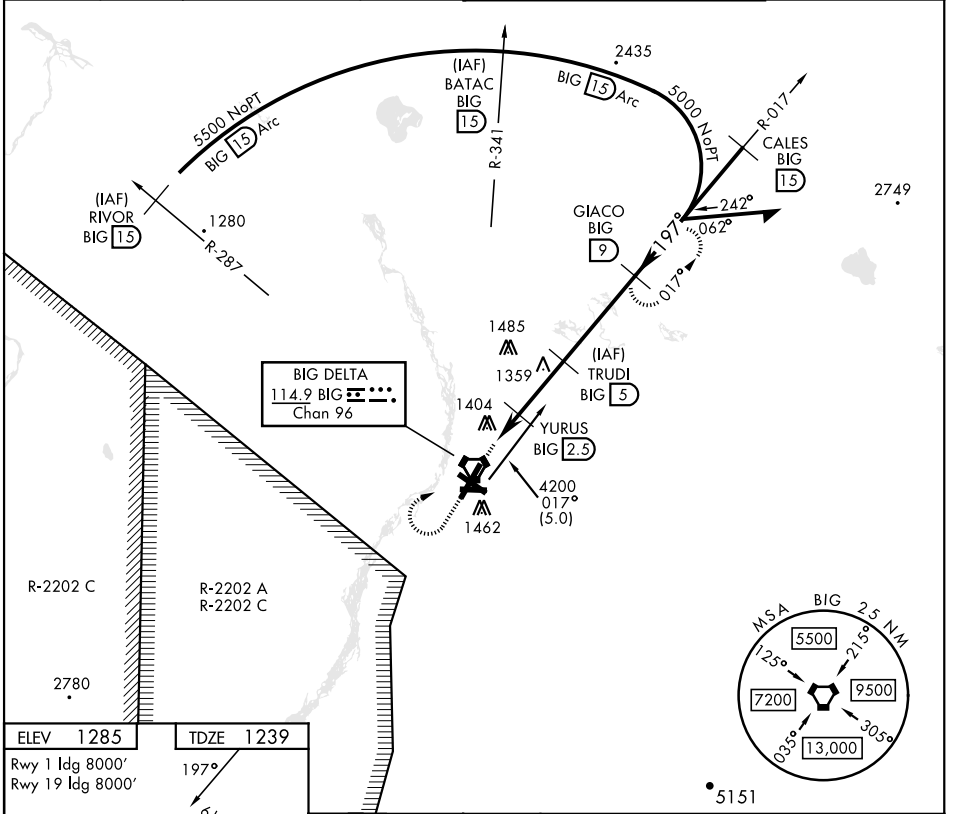 2435
(IAF)
BATAC
BIG
15
BIG 15 Arc
5000 NoPT
5500 NoPT
BIG 15 Arc
R-341
R-017
CALES
BIG
15
2749
(IAF)
RIVOR
BIG 15
1280
R-287
GIACO
BIG
9
242°
062°
197°
017°
1485
1359
(IAF)
TRUDI
BIG 5
BIG DELTA
114.9 BIG
Chan 96
1404
YURUS
BIG 2.5
4200
017°
(5.0)
1462
R-2202 C
R-2202 A
R-2202 C
2780
MSA BIG 25 NM
5500
125°
215°
7200
9500
035°
305°
13,000
ELEV 1285
TDZE 1239
Rwy 1 ldg 8000'
Rwy 19 ldg 8000'
197°
5151